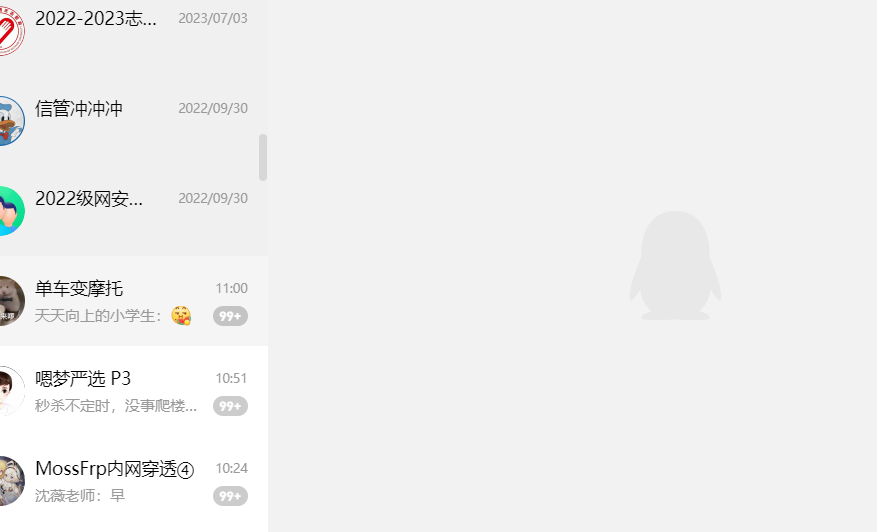 2022-2023志... 2023/07/03
信管冲冲冲 2022/09/30
2022级网安... 2022/09/30
单车变摩托 11:00
天天向上的小学生： 99+
嗯梦严选 P3 10:51
秒杀不定时，没事爬楼... 99+
MossFrp内网穿透④ 10:24
沈薇老师：早 99+